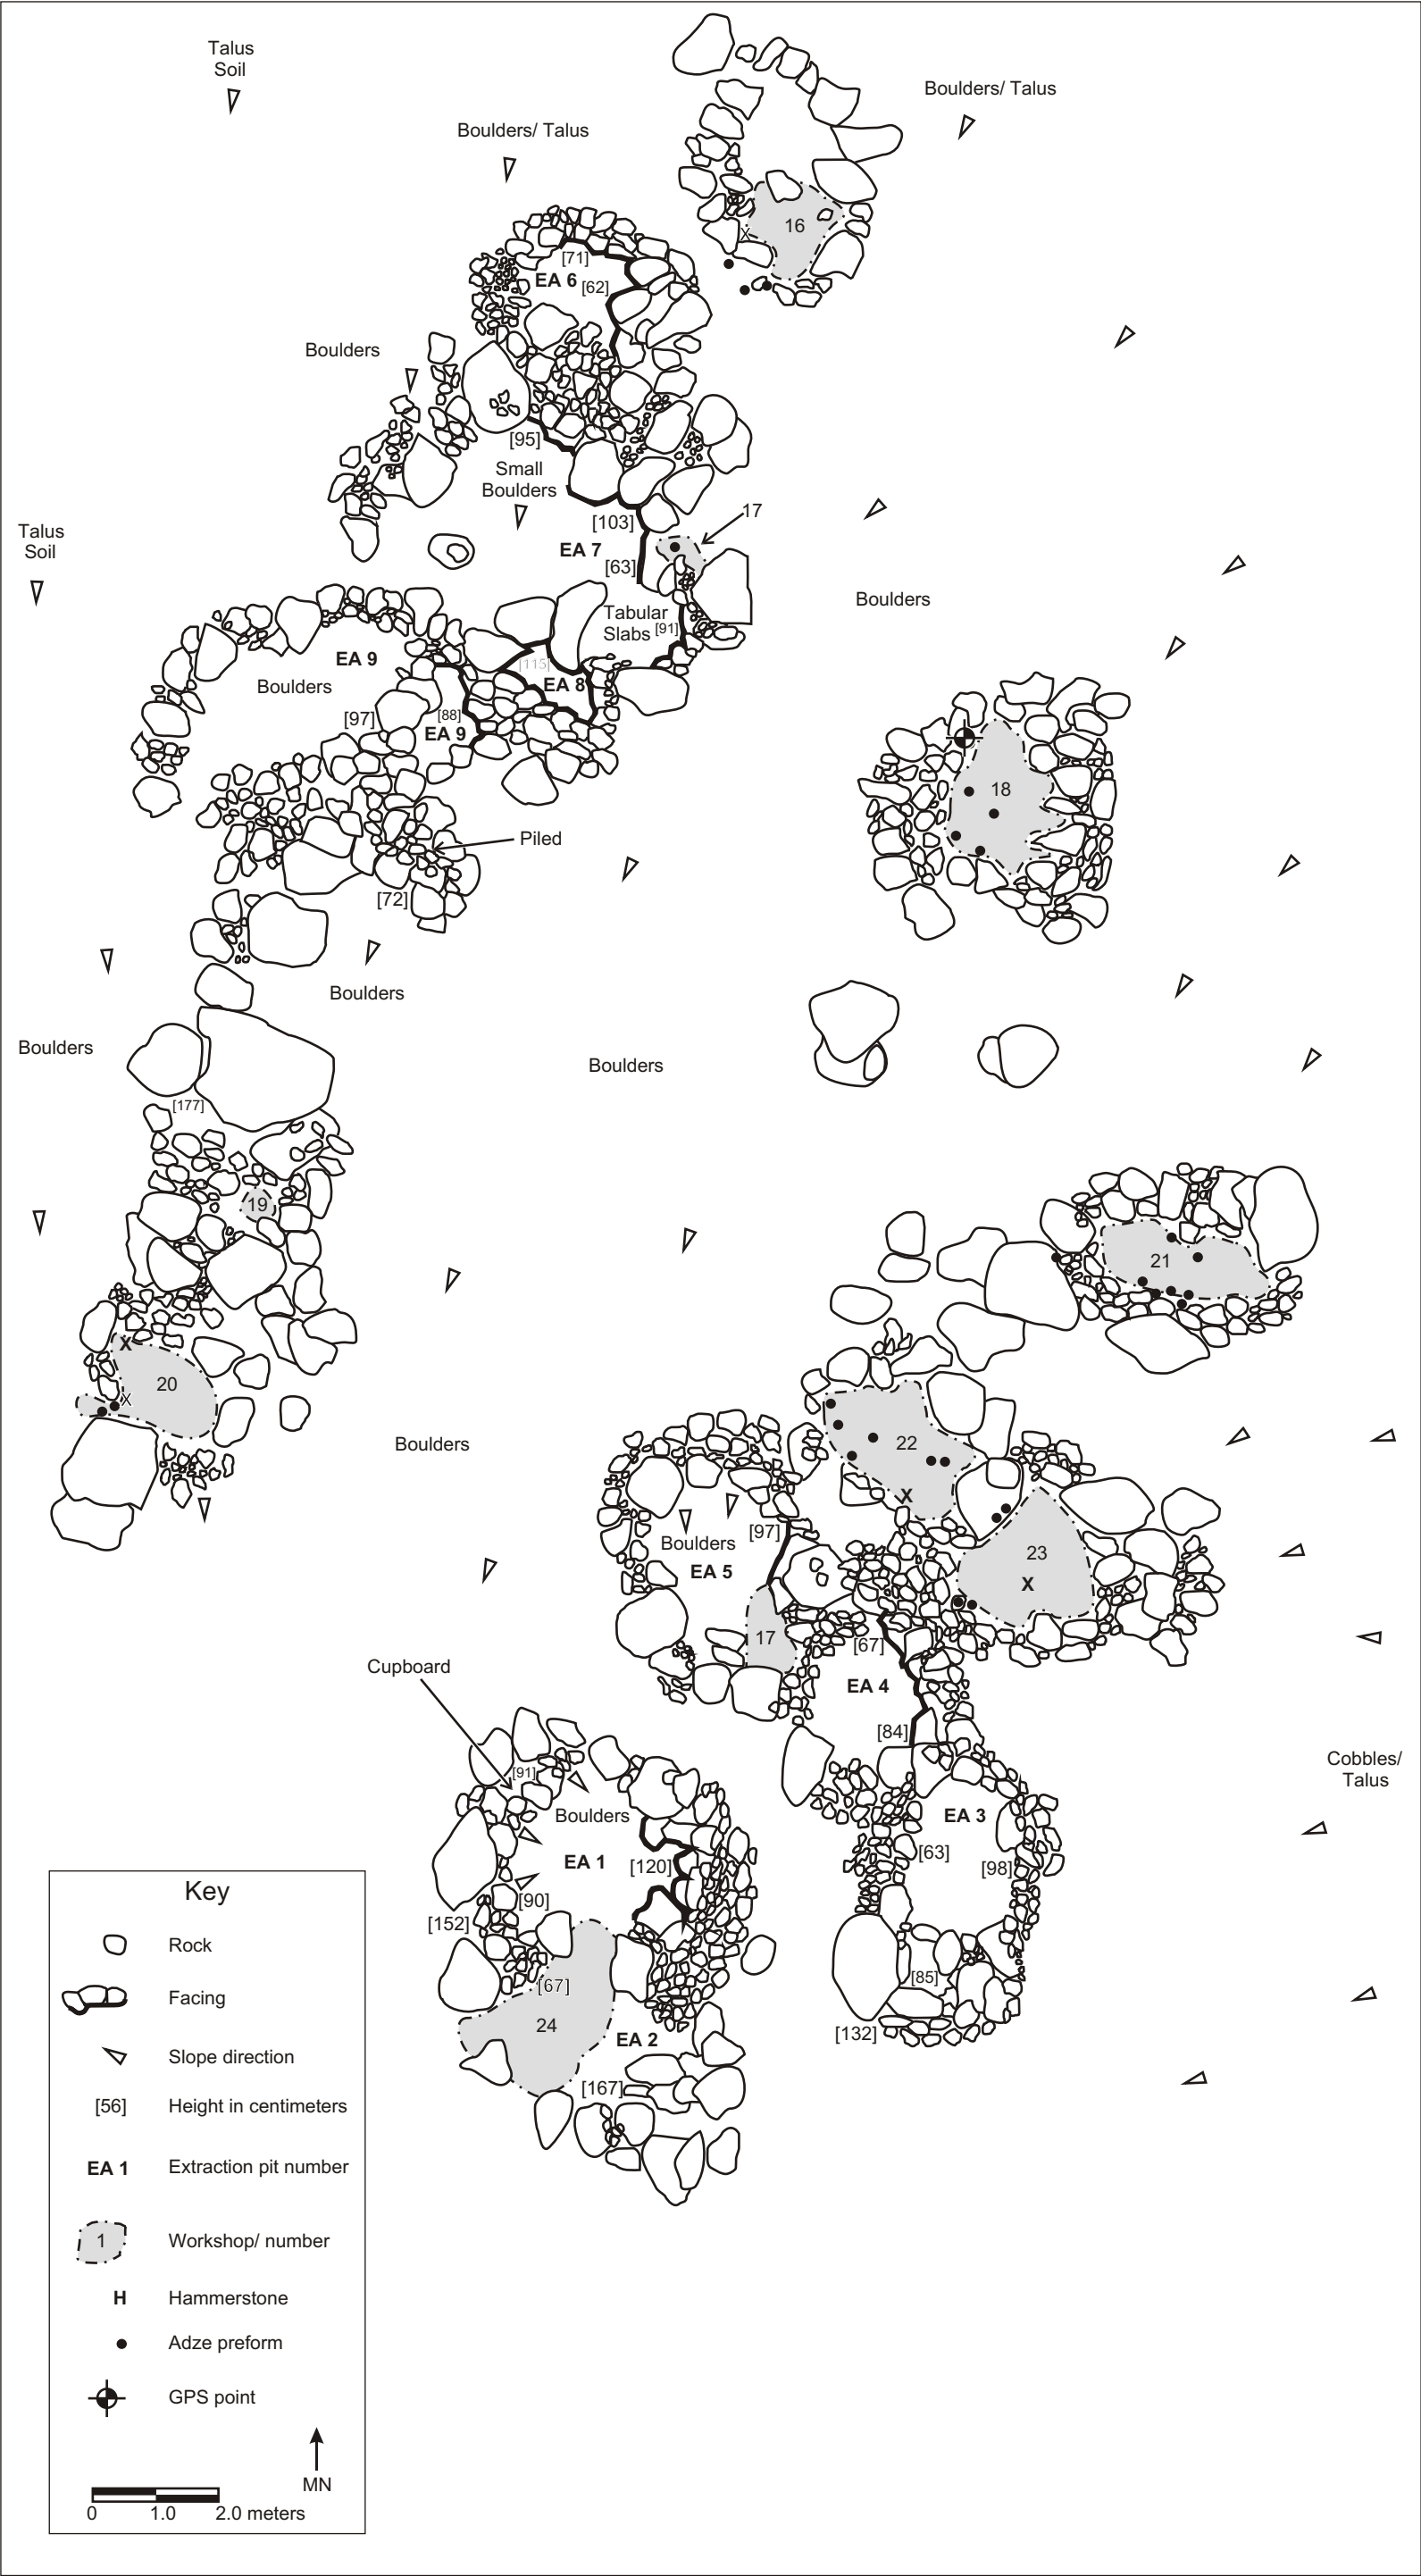 Talus
Soil
Boulders/ Talus
Boulders/ Talus
16
X
[71]
EA 6
[62]
Boulders
[95]
Small
Boulders
[103]
17
Talus
Soil
EA 7
[63]
Boulders
Tabular
Slabs
[91]
EA 9
[115]
EA 8
Boulders
[97]
[88]
EA 9
18
Piled
[72]
Boulders
Boulders
Boulders
[177]
19
21
X
20
X
22
Boulders
X
[97]
Boulders
EA 5
23
X
17
[67]
Cupboard
EA 4
[84]
Cobbles/
Talus
[91]
Boulders
EA 3
[63]
EA 1
[120]
[98]
[90]
[152]
[67]
[85]
24
EA 2
[132]
[167]
Key
Rock
Facing
Slope direction
[56] Height in centimeters
EA 1 Extraction pit number
1 Workshop/ number
H Hammerstone
Adze preform
GPS point
MN
0 1.0 2.0 meters